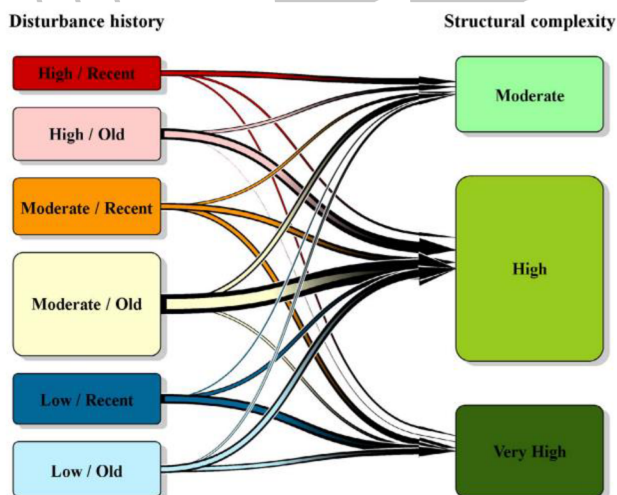 Disturbance history
Structural complexity
High / Recent
High / Old
Moderate / Recent
Moderate / Old
Low / Recent
Low / Old
Moderate
High
Very High